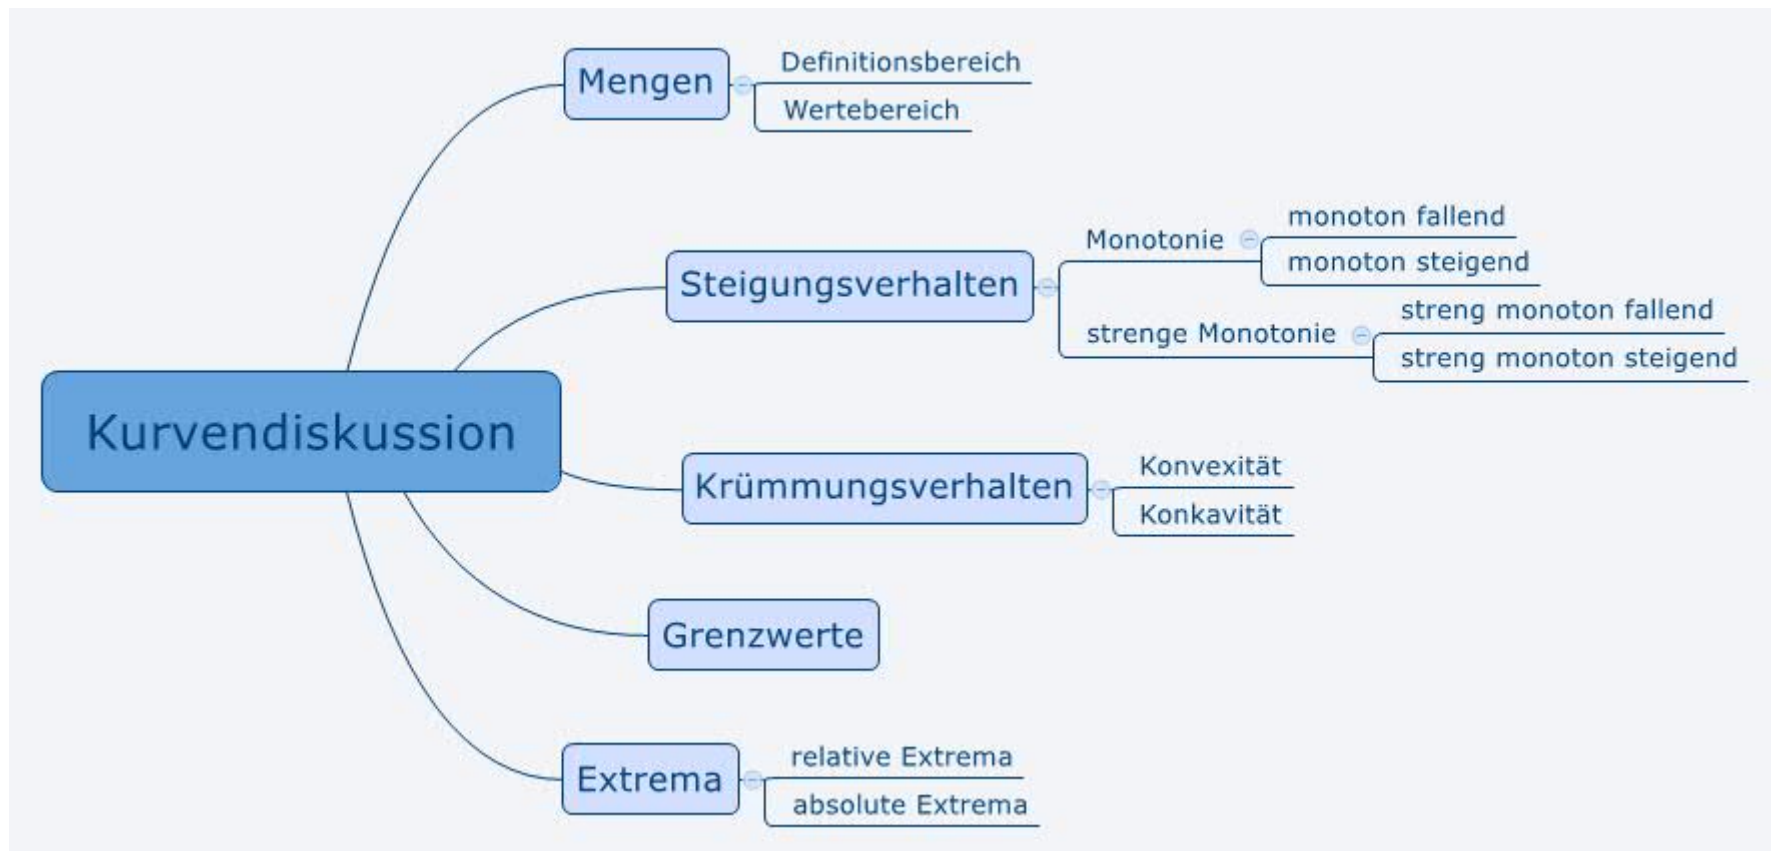 Kurvendiskussion
Mengen
Definitionsbereich
Wertebereich
Steigungsverhalten
Monotonie
monoton fallend
monoton steigend
strenge Monotonie
streng monoton fallend
streng monoton steigend
Krümmungsverhalten
Konvexität
Konkavität
Grenzwerte
Extrema
relative Extrema
absolute Extrema